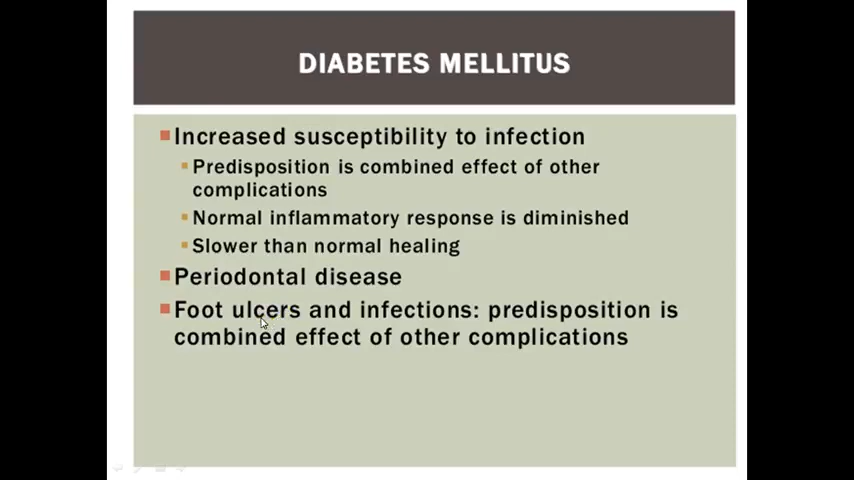 DIABETES MELLITUS
Increased susceptibility to infection
Predisposition is combined effect of other
complications
Normal inflammatory response is diminished
Slower than normal healing
Periodontal disease
Foot ulcers and infections: predisposition is
combined effect of other complications